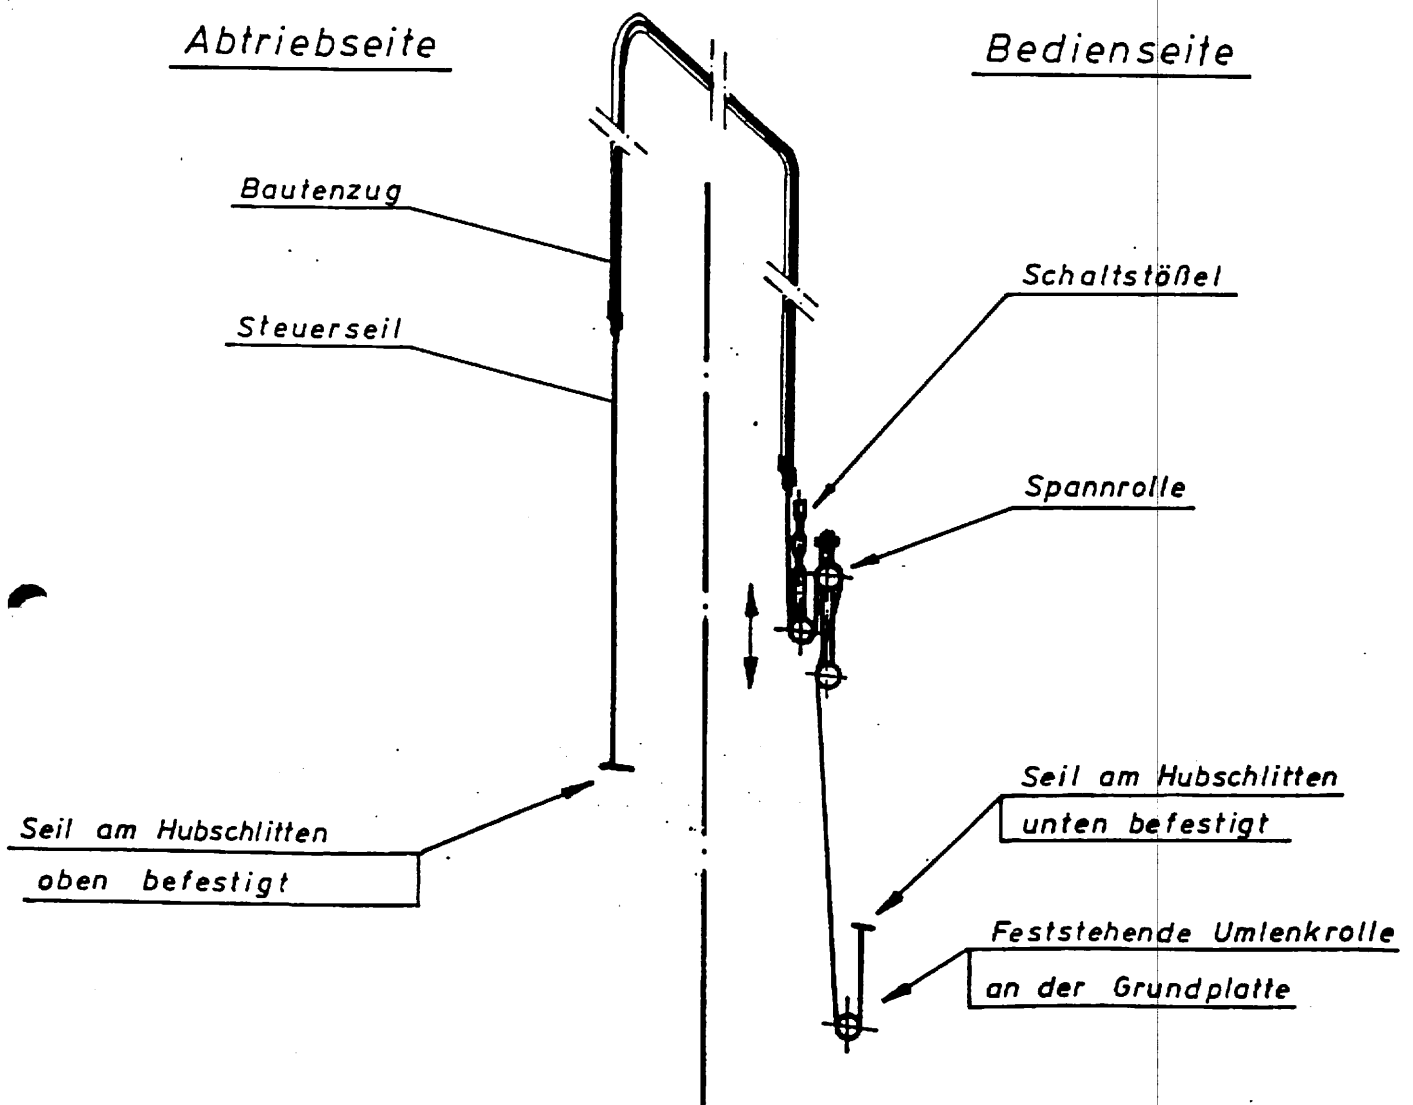 Abtriebseite
Bedienseite
Bautenzug
Schaltstößel
Steuerseil
Spannrolle
Seil am Hubschlitten
unten befestigt
Seil am Hubschlitten
oben befestigt
Feststehende Umlenkrolle
an der Grundplatte